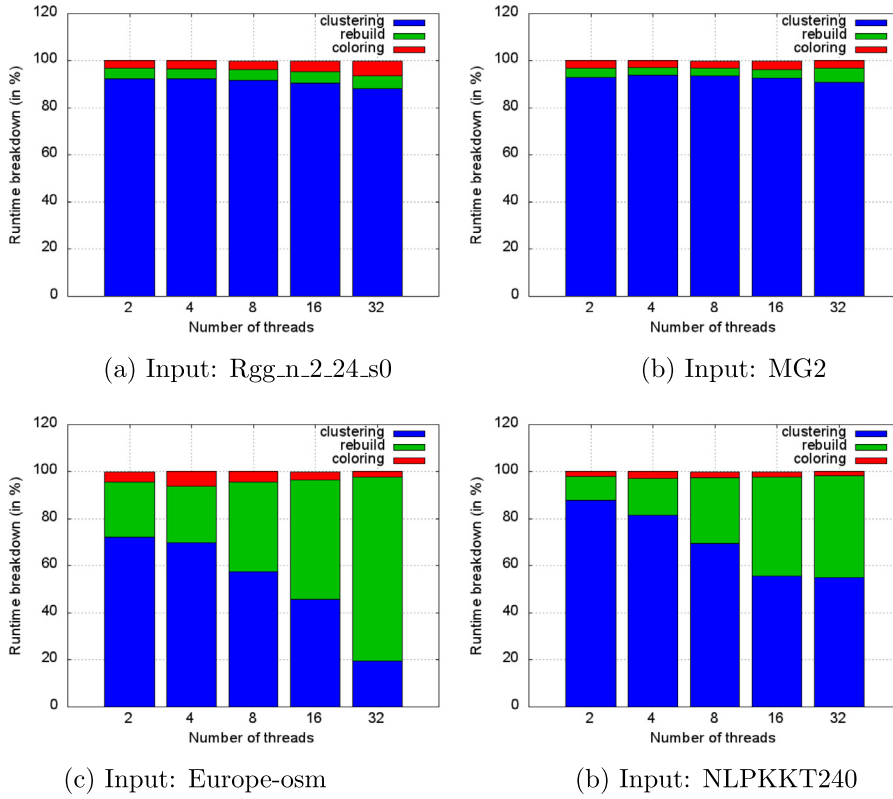 120
100
80
60
40
20
0
Runtime breakdown (in %)
clustering
rebuild
coloring
2 4 8 16 32
Number of threads
(a) Input: Rgg_n_2_24_s0
120
100
80
60
40
20
0
Runtime breakdown (in %)
clustering
rebuild
coloring
2 4 8 16 32
Number of threads
(b) Input: MG2
120
100
80
60
40
20
0
Runtime breakdown (in %)
clustering
rebuild
coloring
2 4 8 16 32
Number of threads
(c) Input: Europe-osm
120
100
80
60
40
20
0
Runtime breakdown (in %)
clustering
rebuild
coloring
2 4 8 16 32
Number of threads
(b) Input: NLPKKT240